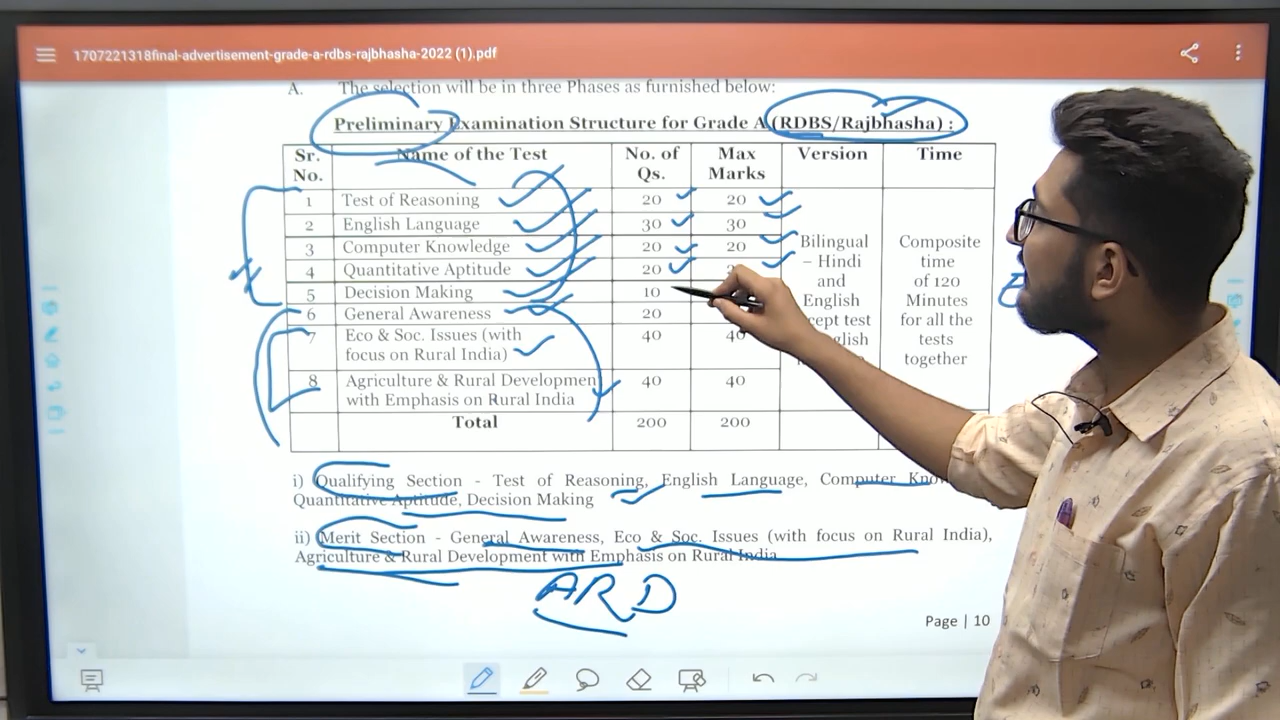 1707221318final-advertisement-grade-a-rdbs-rajbhasha-2022 (1).pdf
A. The selection will be in three Phases as furnished below:
Preliminary Examination Structure for Grade A (RDBS/Rajbhasha) :
Sr. No. Name of the Test No. of Qs. Max Marks Version Time
1 Test of Reasoning 20 20
2 English Language 30 30
3 Computer Knowledge 20 20
4 Quantitative Aptitude 20
5 Decision Making 10
6 General Awareness 20
7 Eco & Soc. Issues (with focus on Rural India) 40 40
8 Agriculture & Rural Developmen with Emphasis on Rural India 40 40
Bilingual
– Hindi
and
English
cept test
glish
Composite
time
of 120
Minutes
for all the
tests
together
Total 200 200
i) Qualifying Section - Test of Reasoning, English Language, Computer Know
Quantitative Aptitude, Decision Making
ii) Merit Section - General Awareness, Eco & Soc. Issues (with focus on Rural India),
Agriculture & Rural Development with Emphasis on Rural India
ARD
Page | 10